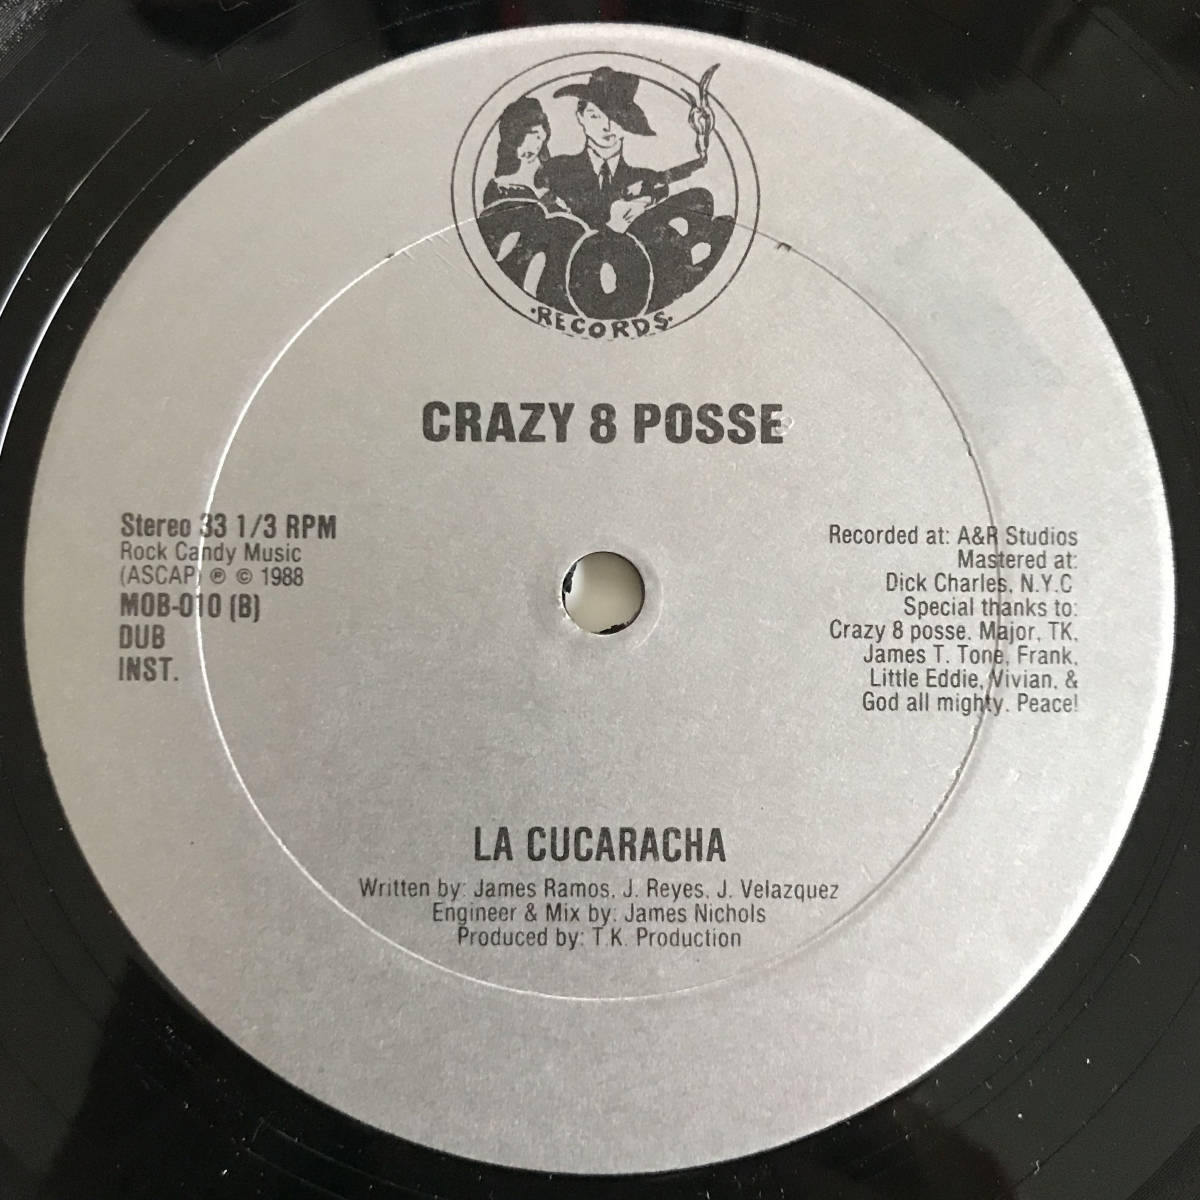 MOB
·RECORDS·
CRAZY 8 POSSE
Stereo 33 1/3 RPM
Rock Candy Music
(ASCAP) ℗ © 1988
MOB-010 (B)
DUB
INST.
Recorded at: A&R Studios
Mastered at:
Dick Charles, N.Y.C
Special thanks to:
Crazy 8 posse. Major, TK,
James T. Tone, Frank,
Little Eddie, Vivian, &
God all mighty. Peace!
LA CUCARACHA
Written by: James Ramos, J. Reyes, J. Velazquez
Engineer & Mix by: James Nichols
Produced by: T.K. Production